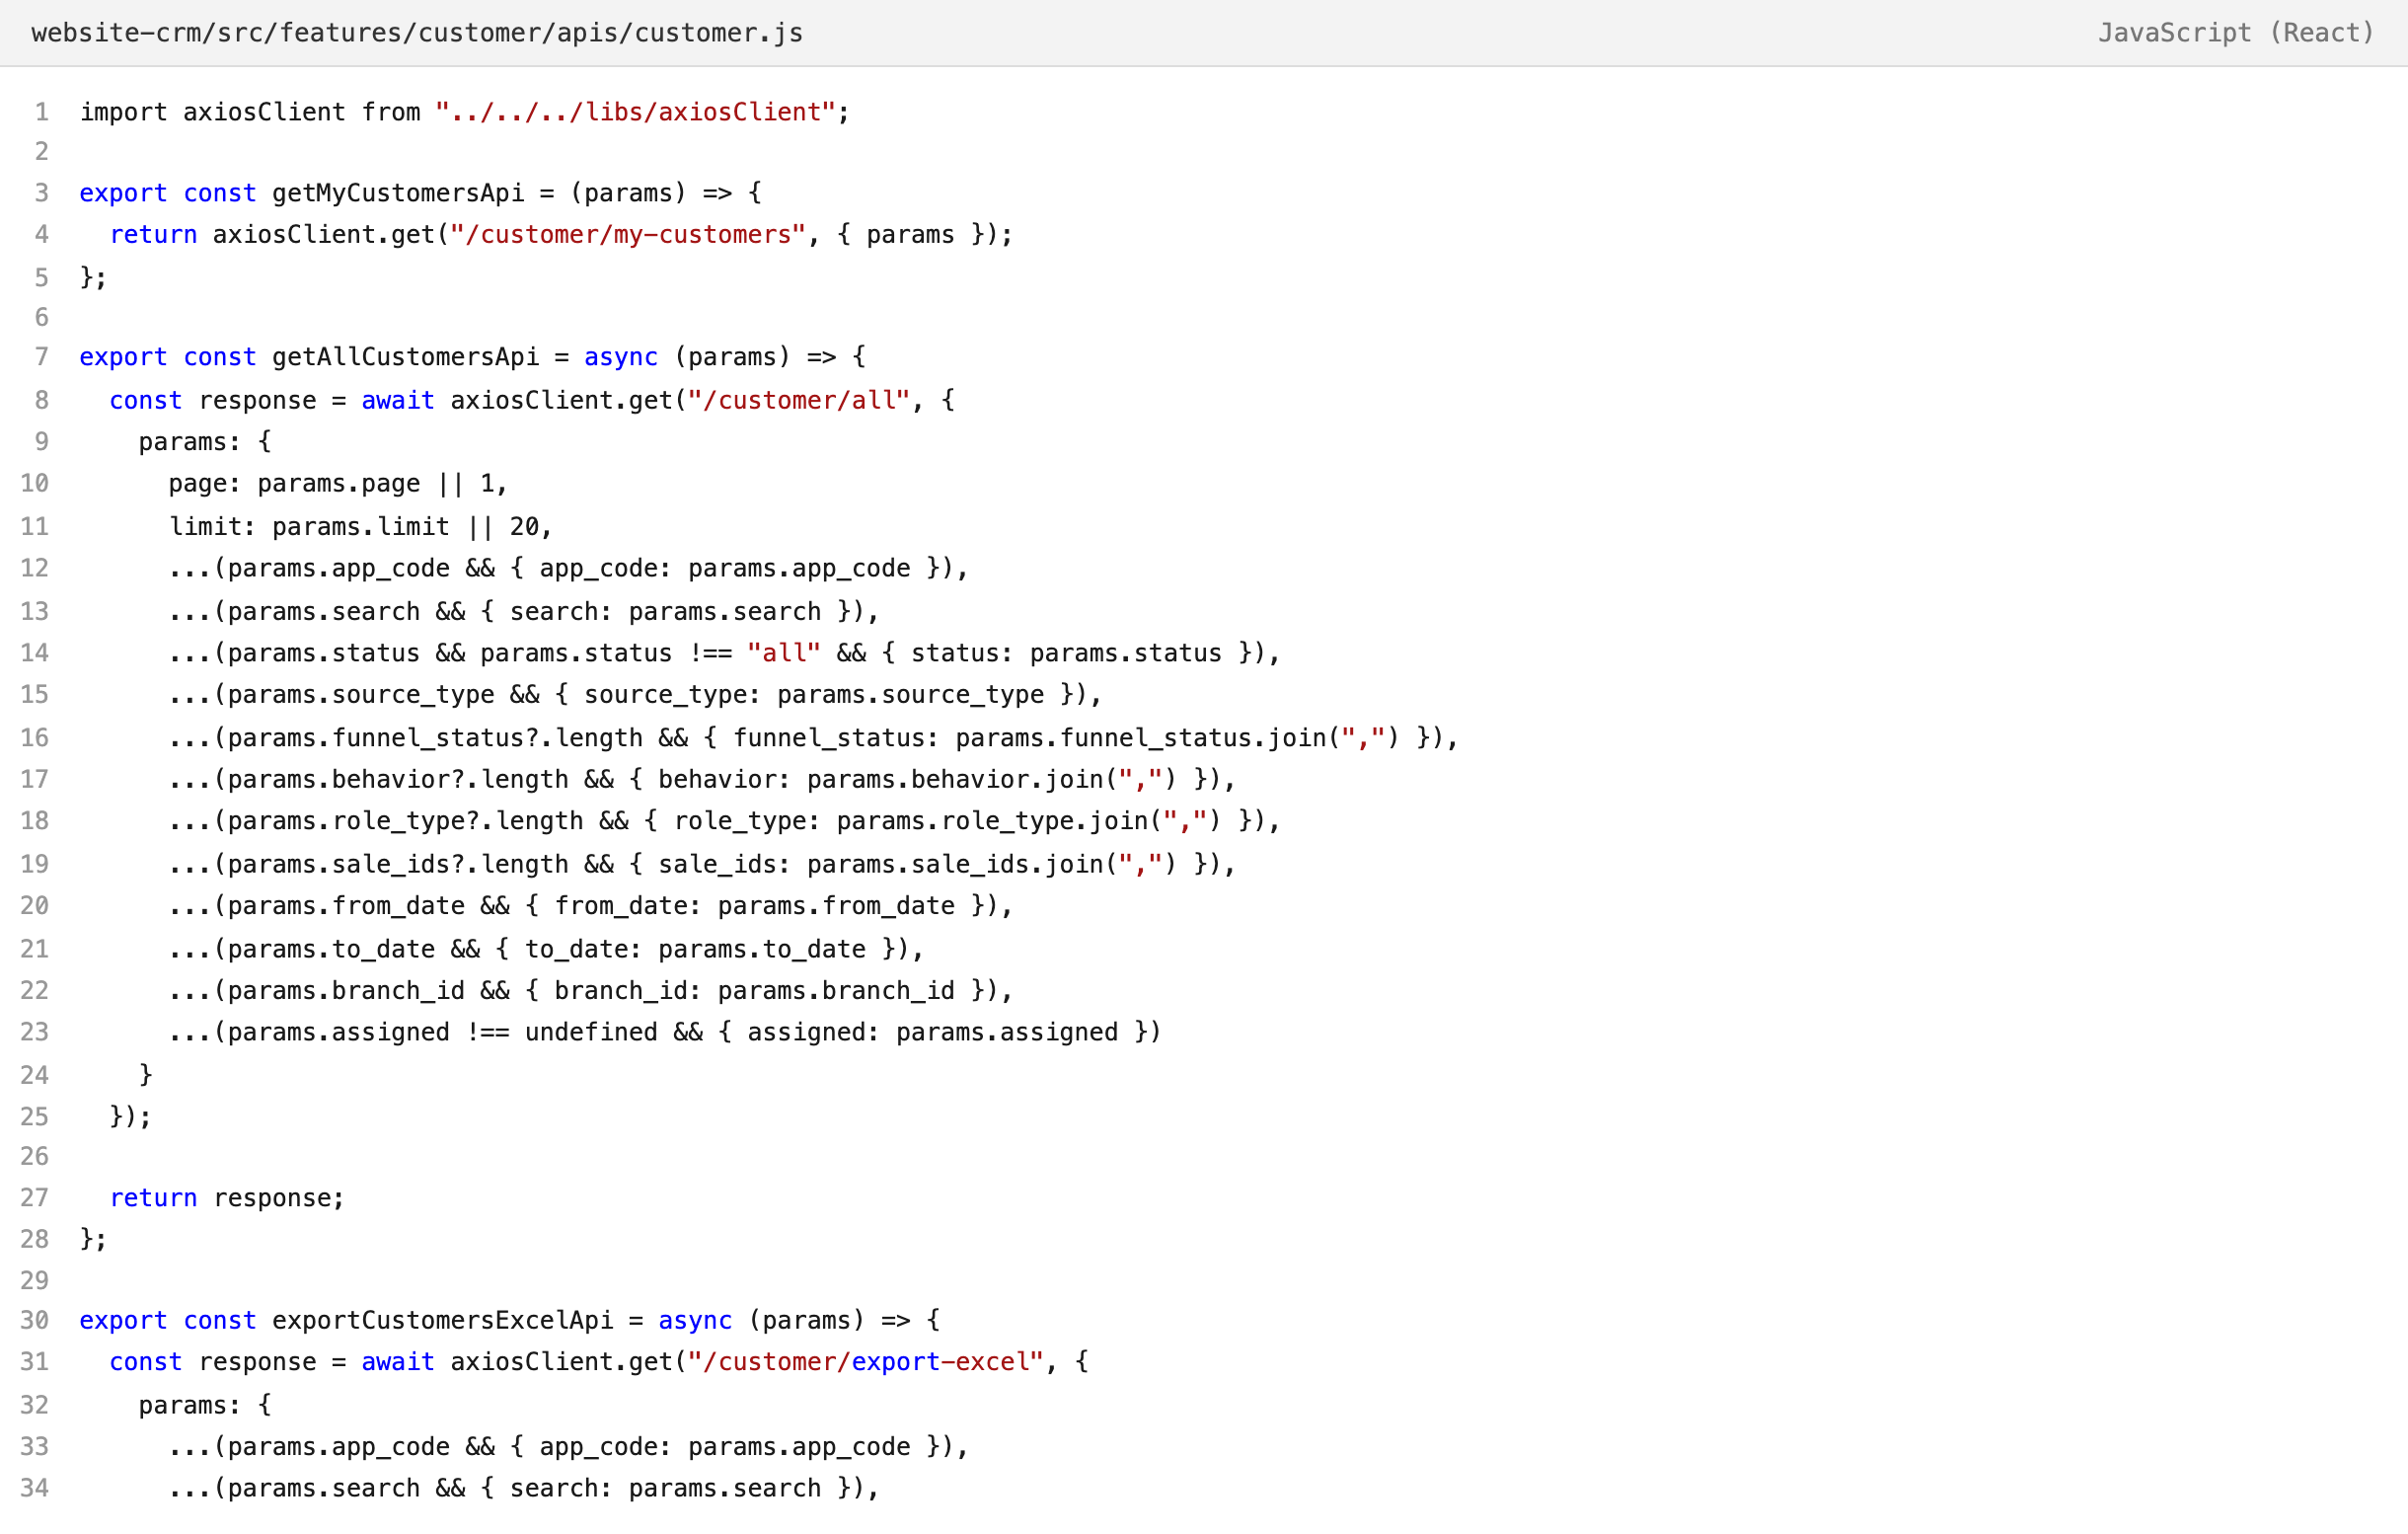 website-crm/src/features/customer/apis/customer.js JavaScript (React)
1 import axiosClient from "../../../libs/axiosClient";
2
3 export const getMyCustomersApi = (params) => {
4   return axiosClient.get("/customer/my-customers", { params });
5 };
6
7 export const getAllCustomersApi = async (params) => {
8   const response = await axiosClient.get("/customer/all", {
9     params: {
10       page: params.page || 1,
11       limit: params.limit || 20,
12       ...(params.app_code && { app_code: params.app_code }),
13       ...(params.search && { search: params.search }),
14       ...(params.status && params.status !== "all" && { status: params.status }),
15       ...(params.source_type && { source_type: params.source_type }),
16       ...(params.funnel_status?.length && { funnel_status: params.funnel_status.join(",") }),
17       ...(params.behavior?.length && { behavior: params.behavior.join(",") }),
18       ...(params.role_type?.length && { role_type: params.role_type.join(",") }),
19       ...(params.sale_ids?.length && { sale_ids: params.sale_ids.join(",") }),
20       ...(params.from_date && { from_date: params.from_date }),
21       ...(params.to_date && { to_date: params.to_date }),
22       ...(params.branch_id && { branch_id: params.branch_id }),
23       ...(params.assigned !== undefined && { assigned: params.assigned })
24     }
25   });
26
27   return response;
28 };
29
30 export const exportCustomersExcelApi = async (params) => {
31   const response = await axiosClient.get("/customer/export-excel", {
32     params: {
33       ...(params.app_code && { app_code: params.app_code }),
34       ...(params.search && { search: params.search }),